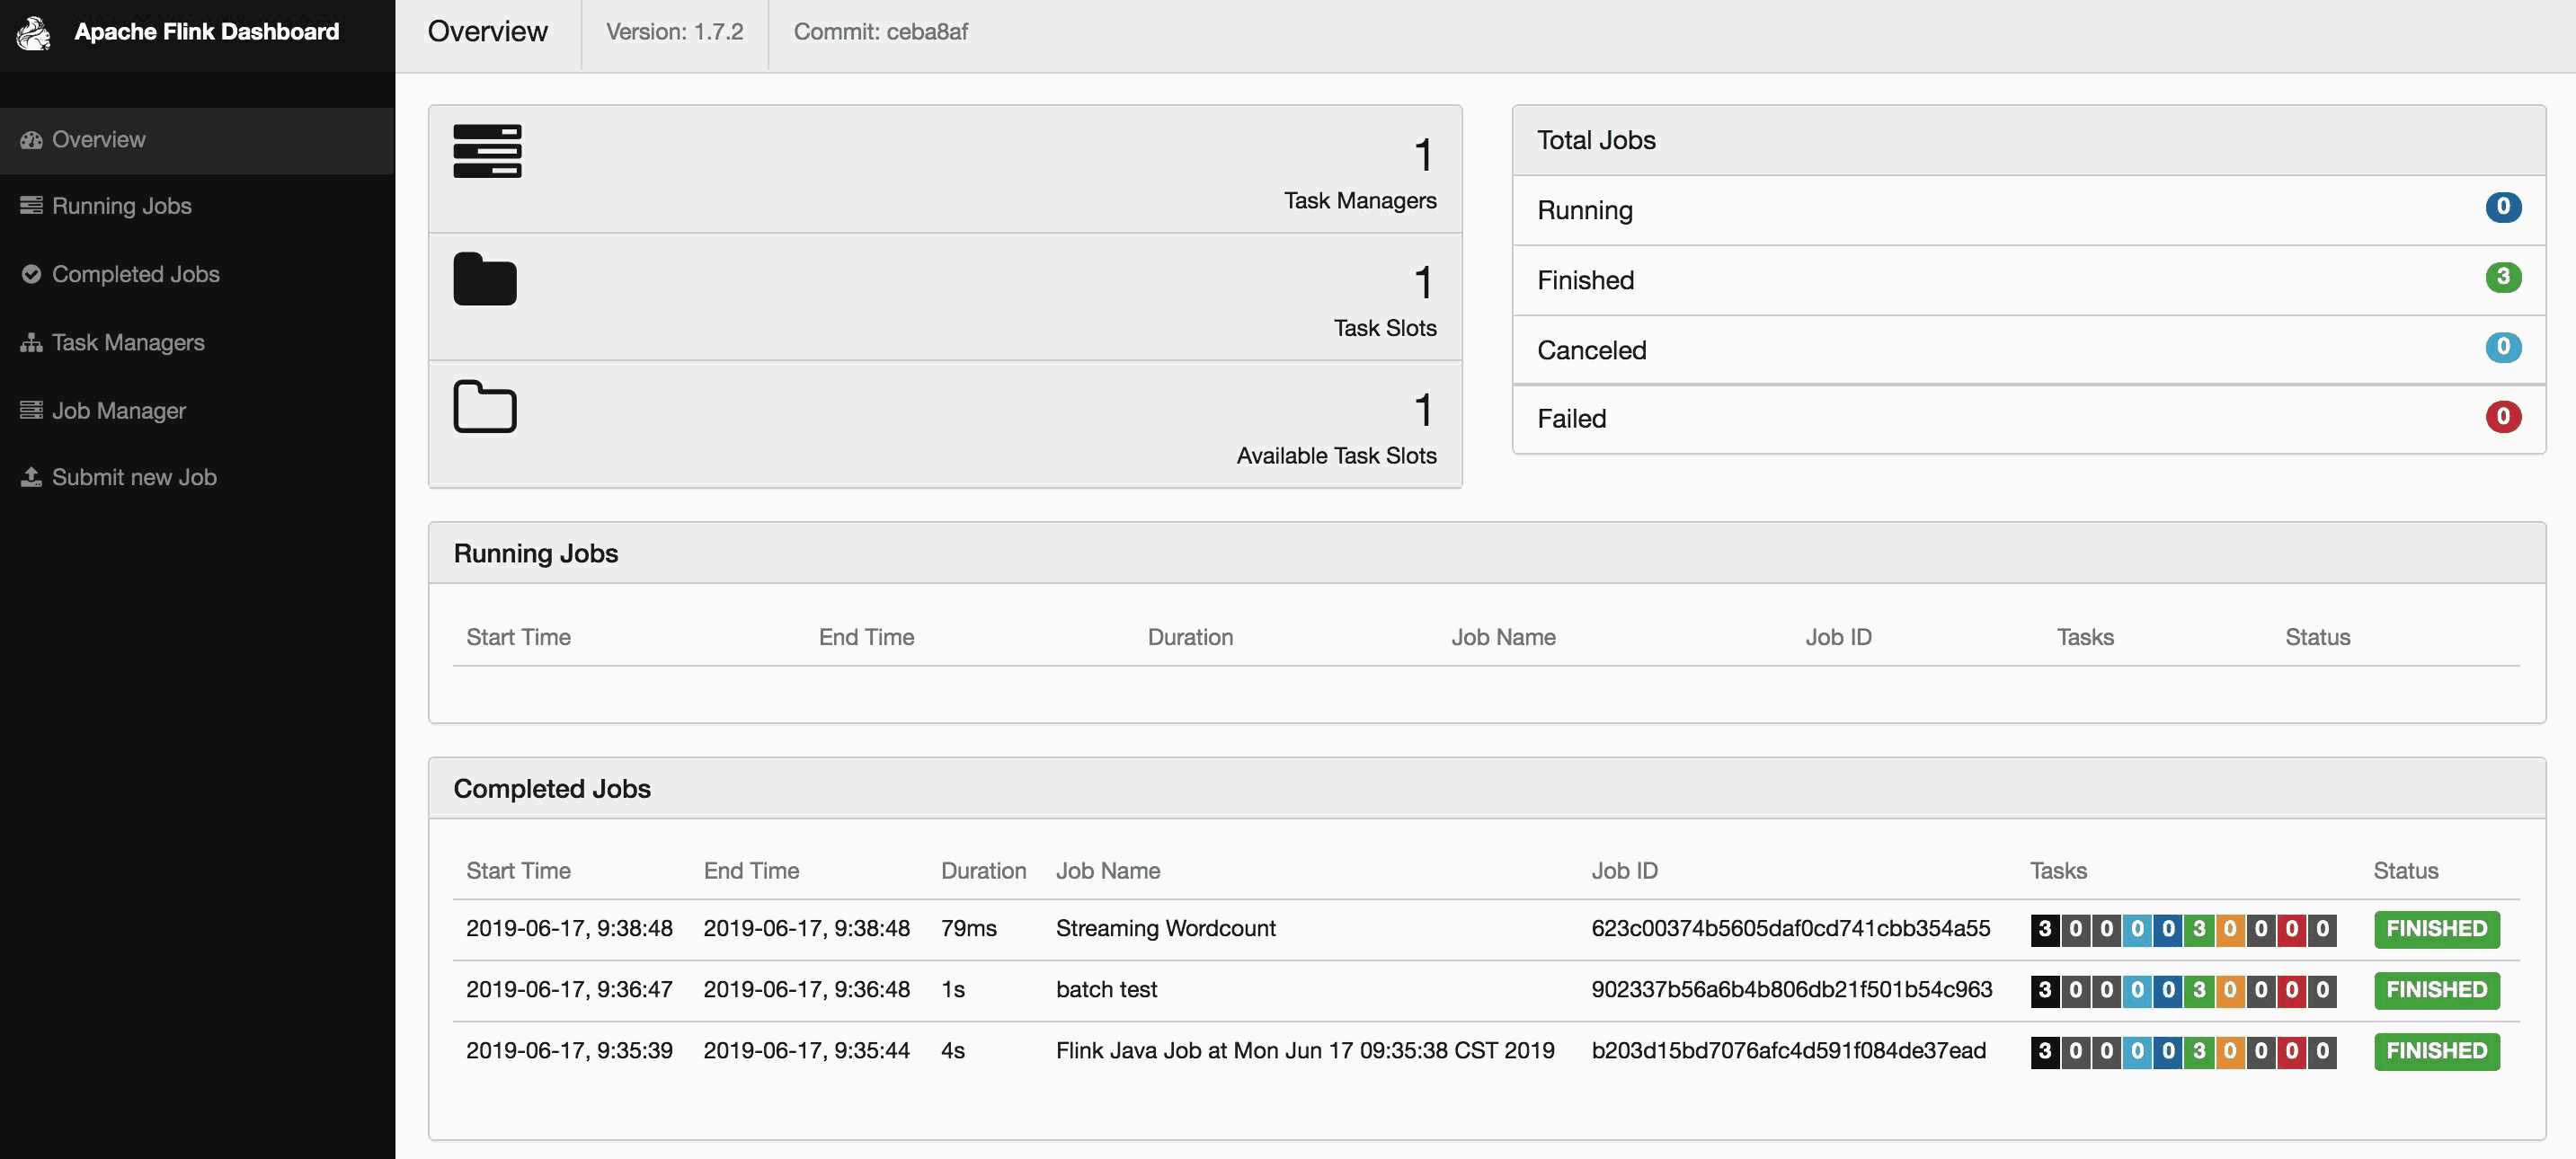 Apache Flink Dashboard
Overview
Version: 1.7.2
Commit: ceba8af
Overview
Running Jobs
Completed Jobs
Task Managers
Job Manager
Submit new Job
1
Task Managers
1
Task Slots
1
Available Task Slots
Total Jobs
Running 0
Finished 3
Canceled 0
Failed 0
Running Jobs
Start Time End Time Duration Job Name Job ID Tasks Status
Completed Jobs
Start Time End Time Duration Job Name Job ID Tasks Status
2019-06-17, 9:38:48 2019-06-17, 9:38:48 79ms Streaming Wordcount 623c00374b5605daf0cd741cbb354a55 3 0 0 0 0 3 0 0 0 0 FINISHED
2019-06-17, 9:36:47 2019-06-17, 9:36:48 1s batch test 902337b56a6b4b806db21f501b54c963 3 0 0 0 0 3 0 0 0 0 FINISHED
2019-06-17, 9:35:39 2019-06-17, 9:35:44 4s Flink Java Job at Mon Jun 17 09:35:38 CST 2019 b203d15bd7076afc4d591f084de37ead 3 0 0 0 0 3 0 0 0 0 FINISHED